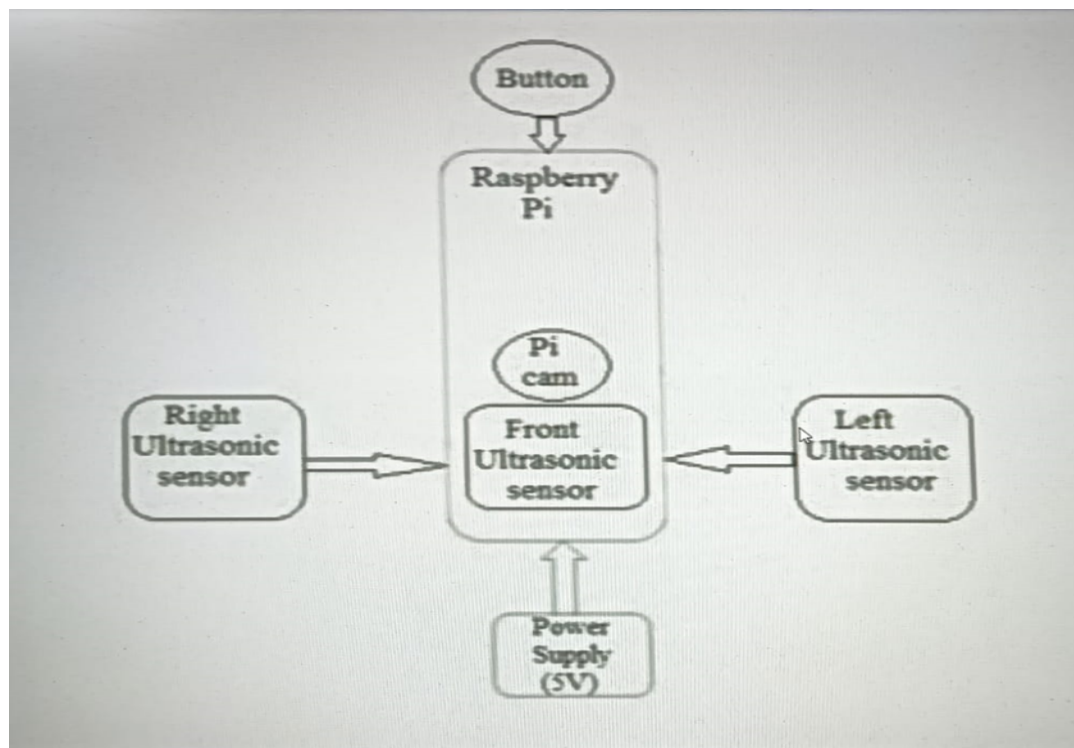 Button
Raspberry
Pi
Pi
cam
Right
Ultrasonic
sensor
Front
Ultrasonic
sensor
Left
Ultrasonic
sensor
Power
Supply
(5V)